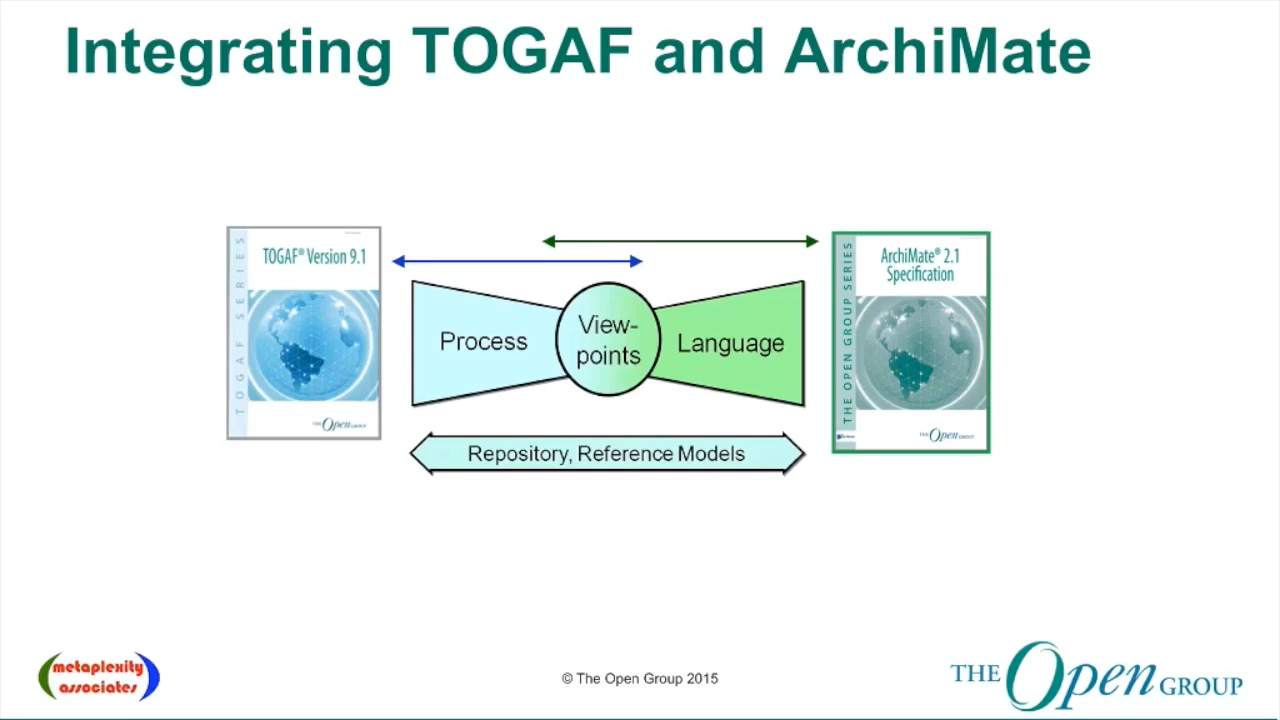 Integrating TOGAF and ArchiMate
TOGAF SERIES
TOGAF® Version 9.1
THE Open GROUP
Process
View-
points
Language
Repository, Reference Models
THE OPEN GROUP SERIES
ArchiMate® 2.1
Specification
THE Open GROUP
metaplexity
associates
© The Open Group 2015
THE Open GROUP